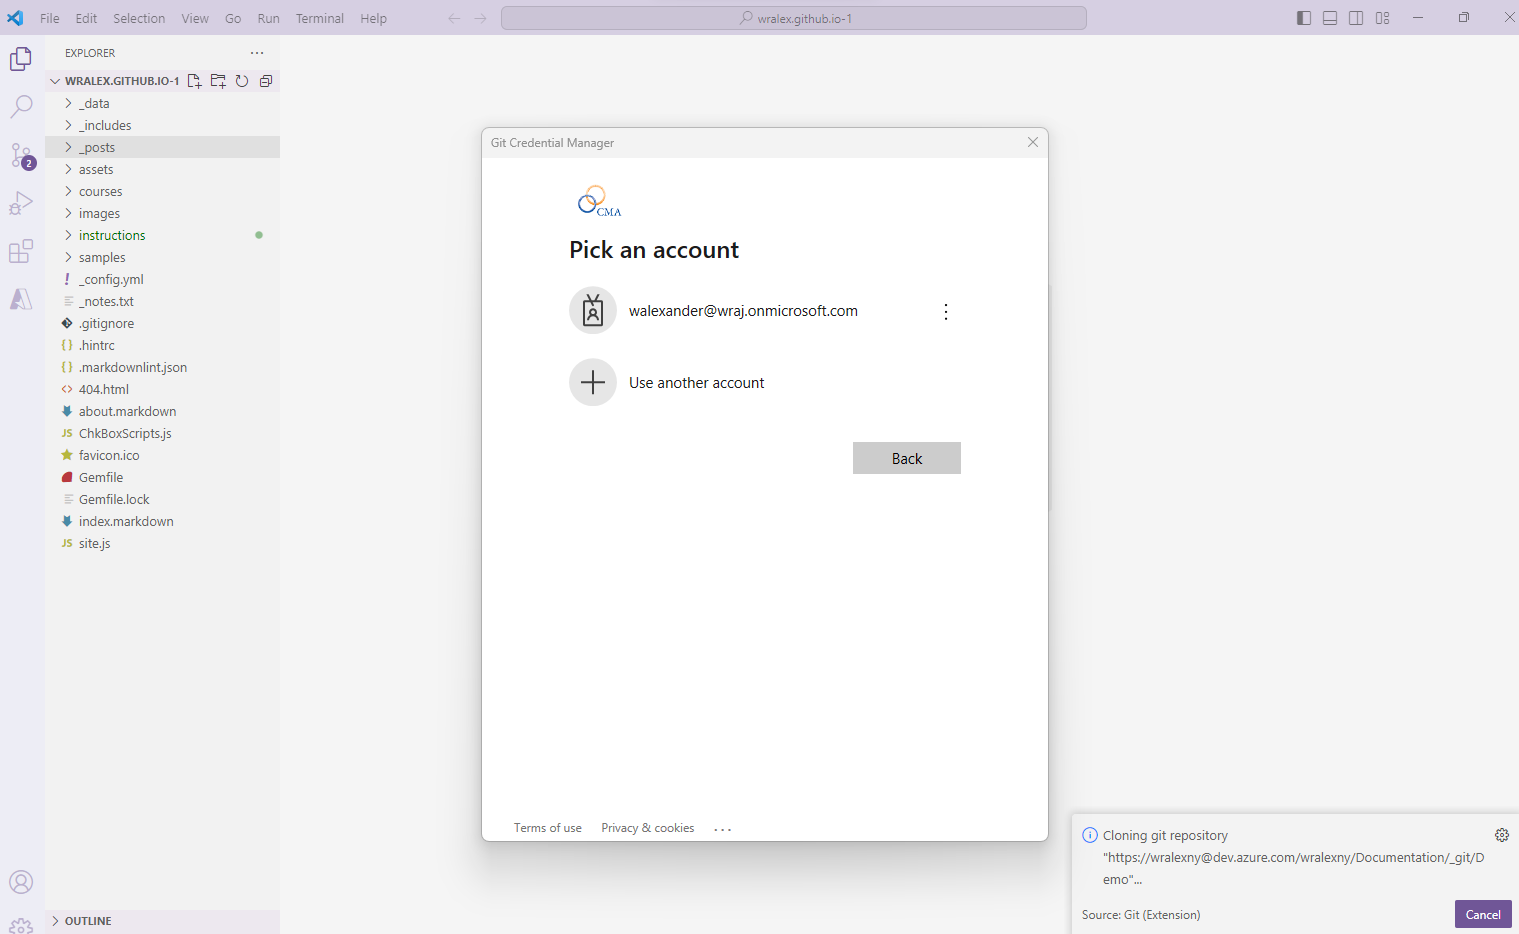 File Edit Selection View Go Run Terminal Help
wralex.github.io-1
EXPLORER
WRALEX.GITHUB.IO-1
_data
_includes
_posts
assets
courses
images
instructions
samples
! _config.yml
_notes.txt
.gitignore
{} .hintrc
{} .markdownlint.json
<> 404.html
about.markdown
JS ChkBoxScripts.js
favicon.ico
Gemfile
Gemfile.lock
index.markdown
JS site.js
OUTLINE
2
Git Credential Manager
CMA
Pick an account
walexander@wraj.onmicrosoft.com
Use another account
Back
Terms of use Privacy & cookies ...
Cloning git repository
"https://wralexny@dev.azure.com/wralexny/Documentation/_git/D
emo"...
Source: Git (Extension)
Cancel